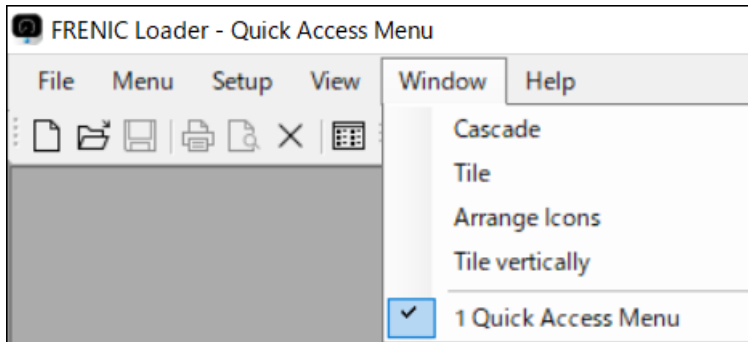 FRENIC Loader - Quick Access Menu
File Menu Setup View Window Help
Cascade
Tile
Arrange Icons
Tile vertically
1 Quick Access Menu